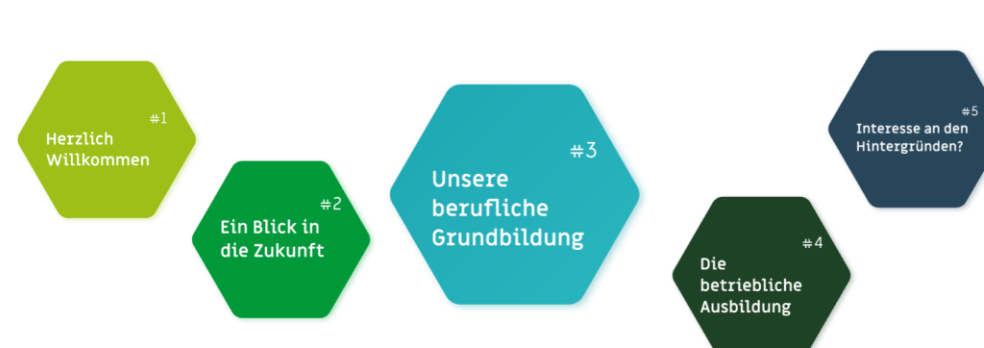 #1
Herzlich
Willkommen
#2
Ein Blick in
die Zukunft
#3
Unsere
berufliche
Grundbildung
#4
Die
betriebliche
Ausbildung
#5
Interesse an den
Hintergründen?